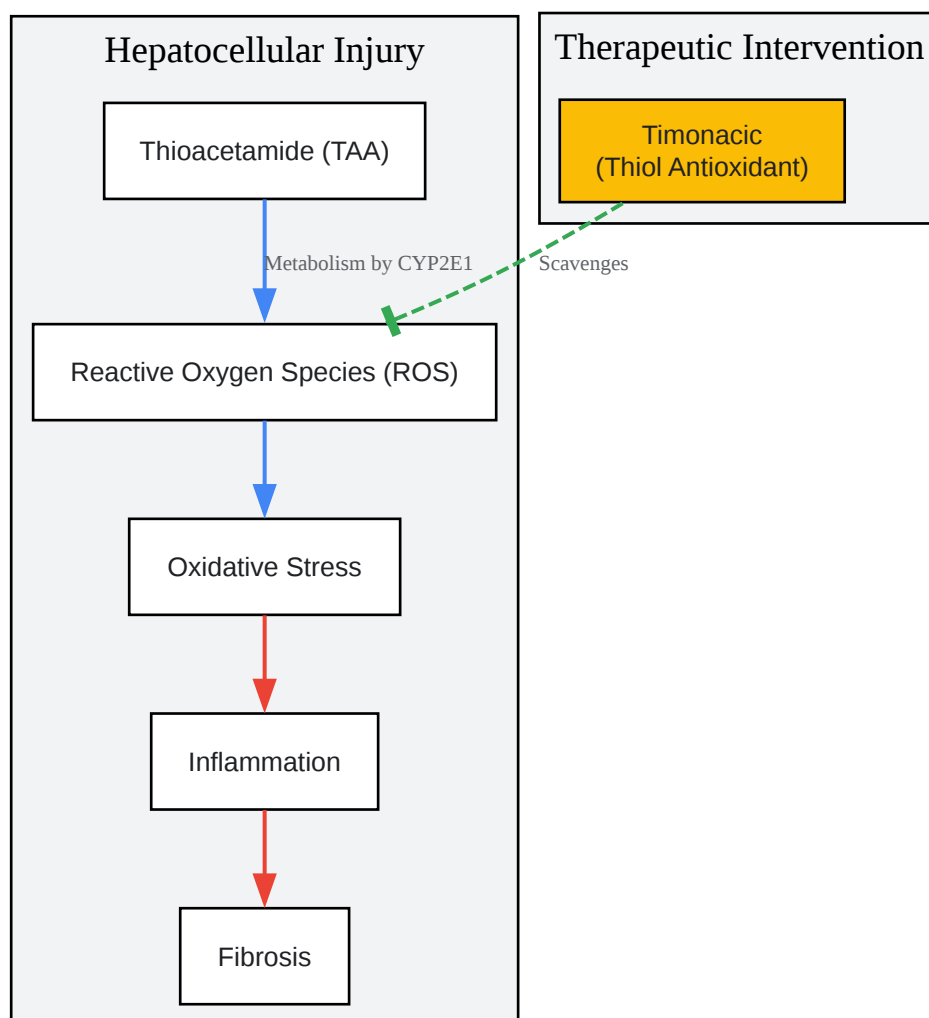 Hepatocellular Injury
Therapeutic Intervention
Thioacetamide (TAA)
Timonacic
(Thiol Antioxidant)
Metabolism by CYP2E1
Scavenges
Reactive Oxygen Species (ROS)
Oxidative Stress
Inflammation
Fibrosis